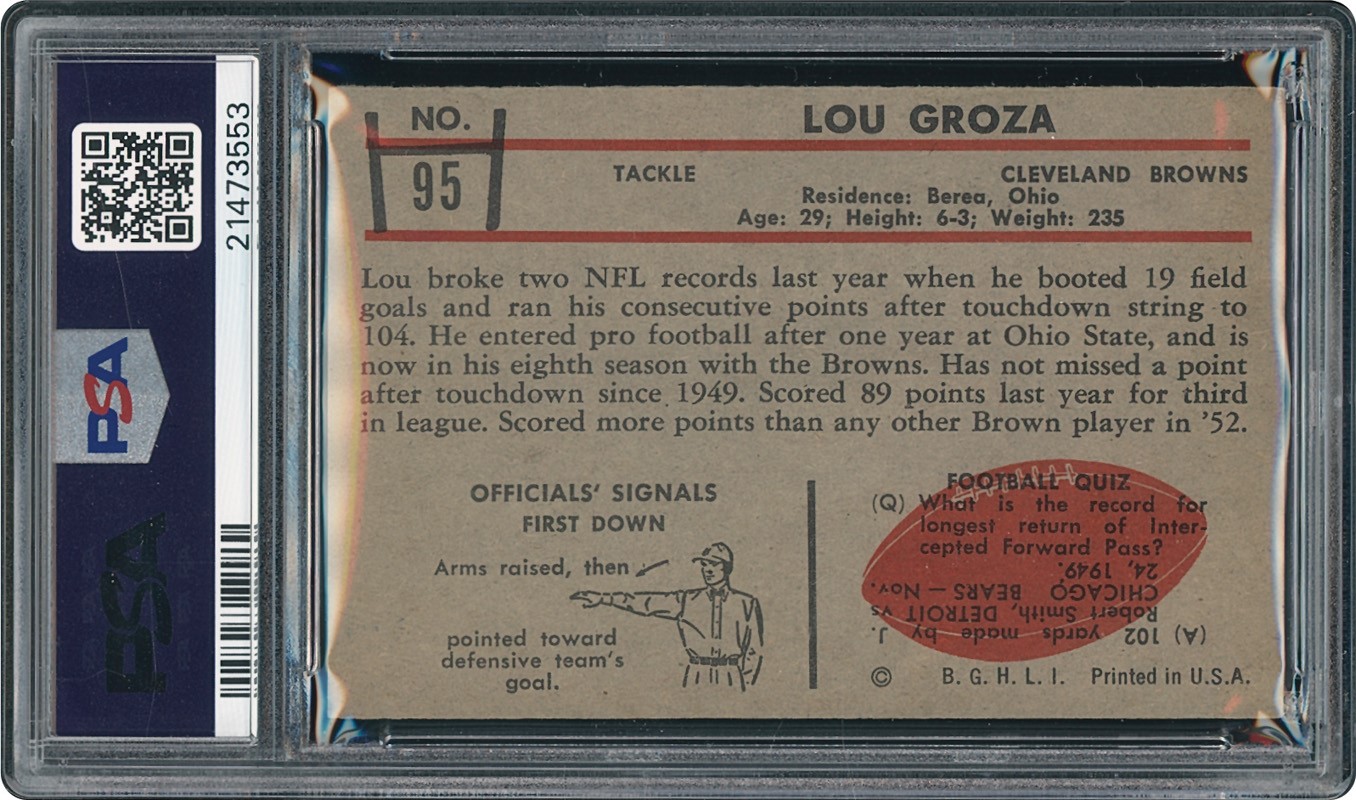 21473553
PSA
PSA
NO.
95
LOU GROZA
TACKLE
CLEVELAND BROWNS
Residence: Berea, Ohio
Age: 29; Height: 6-3; Weight: 235
Lou broke two NFL records last year when he booted 19 field
goals and ran his consecutive points after touchdown string to
104. He entered pro football after one year at Ohio State, and is
now in his eighth season with the Browns. Has not missed a point
after touchdown since 1949. Scored 89 points last year for third
in league. Scored more points than any other Brown player in '52.
OFFICIALS' SIGNALS
FIRST DOWN
Arms raised, then
pointed toward
defensive team's
goal.
FOOTBALL QUIZ
(Q) What is the record for
longest return of Inter-
cepted Forward Pass?
(A) 102 yards made by J.
Robert Smith, DETROIT vs
CHICAGO BEARS — Nov.
24, 1949.
© B. G. H. L. I. Printed in U.S.A.